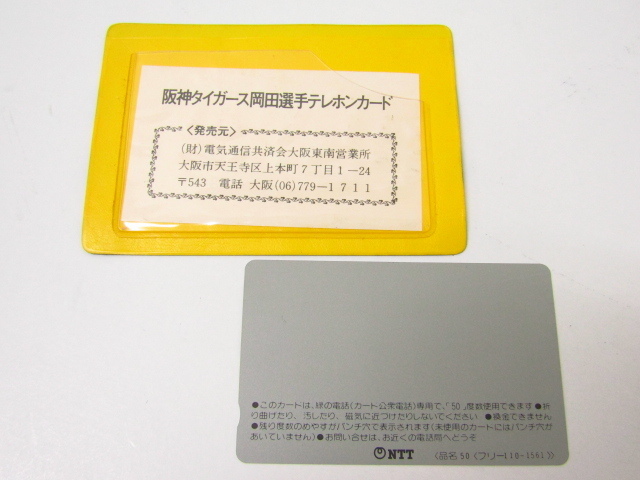 阪神タイガース岡田選手テレホンカード
〈発売元〉
(財)電気通信共済会大阪東南営業所
大阪市天王寺区上本町7丁目1－24
〒543 電話 大阪(06)779－1711
●このカードは、緑の電話(カード公衆電話)専用で、「50」度数使用できます●折
り曲げたり、汚したり、磁気に近づけたりしないでください ●換金できません
●残り度数のめやすがパンチ穴で表示されます(未使用のカードにはパンチ穴が
あいていません)●お問い合せは、お近くの電話局へどうぞ
NTT
〈品名 50 〈フリー110-1561〉〉